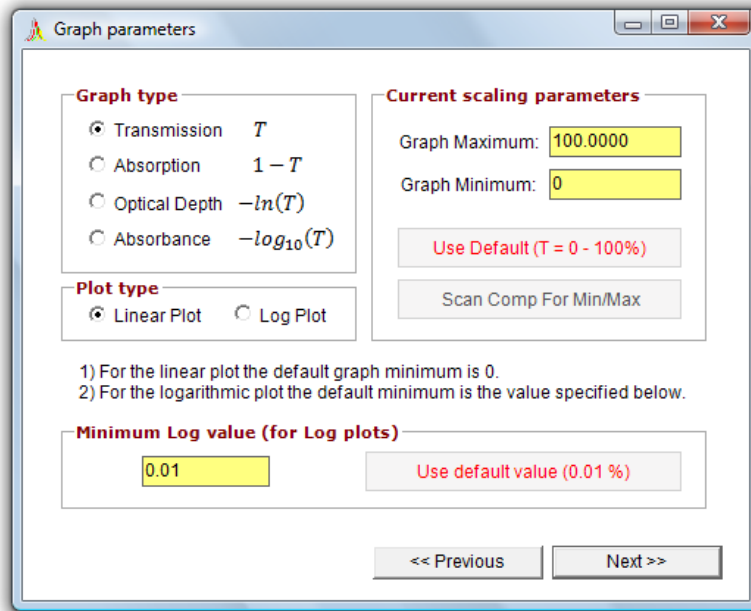 Graph parameters
Graph type
Transmission T
Absorption 1 − T
Optical Depth −ln(T)
Absorbance −log₁₀(T)
Plot type
Linear Plot Log Plot
Current scaling parameters
Graph Maximum: 100.0000
Graph Minimum: 0
Use Default (T = 0 - 100%)
Scan Comp For Min/Max
1) For the linear plot the default graph minimum is 0.
2) For the logarithmic plot the default minimum is the value specified below.
Minimum Log value (for Log plots)
0.01 Use default value (0.01 %)
<< Previous Next >>